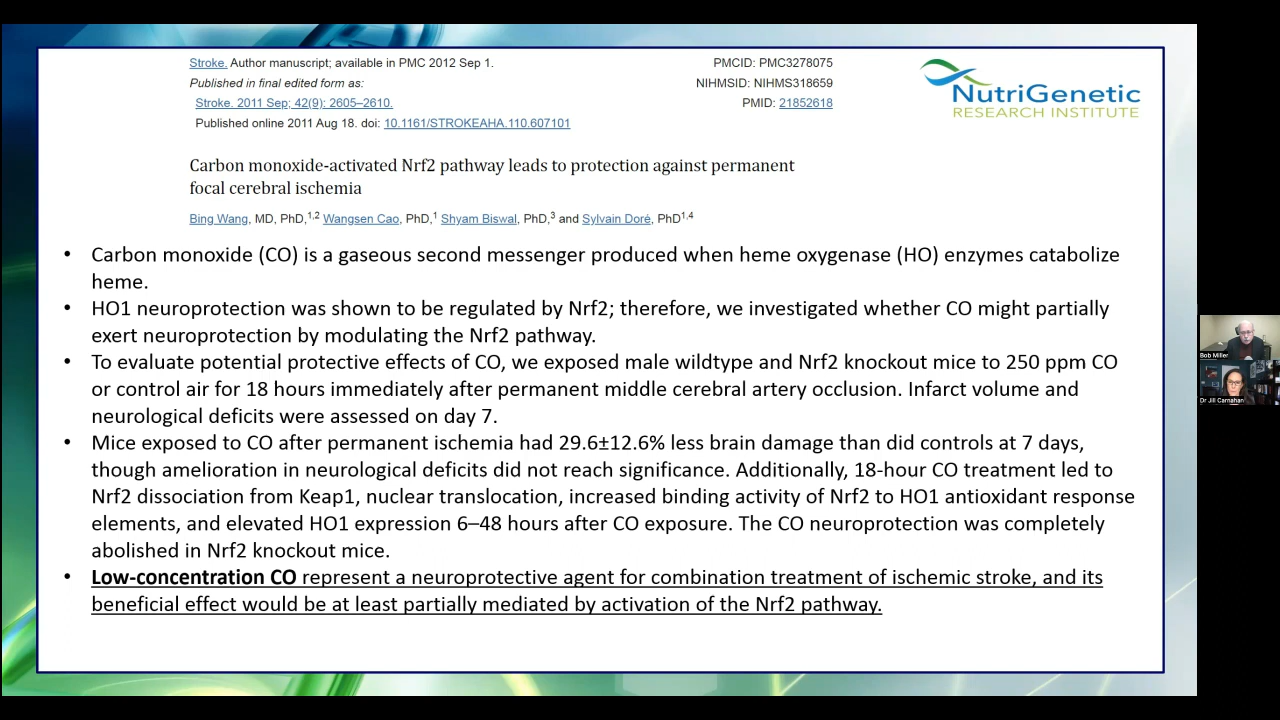 Stroke. Author manuscript; available in PMC 2012 Sep 1.
Published in final edited form as:
Stroke. 2011 Sep; 42(9): 2605–2610.
Published online 2011 Aug 18. doi: 10.1161/STROKEAHA.110.607101
PMCID: PMC3278075
NIHMSID: NIHMS318659
PMID: 21852618
NutriGenetic
RESEARCH INSTITUTE
Carbon monoxide-activated Nrf2 pathway leads to protection against permanent
focal cerebral ischemia
Bing Wang, MD, PhD,1,2 Wangsen Cao, PhD,1 Shyam Biswal, PhD,3 and Sylvain Doré, PhD1,4
• Carbon monoxide (CO) is a gaseous second messenger produced when heme oxygenase (HO) enzymes catabolize
heme.
• HO1 neuroprotection was shown to be regulated by Nrf2; therefore, we investigated whether CO might partially
exert neuroprotection by modulating the Nrf2 pathway.
• To evaluate potential protective effects of CO, we exposed male wildtype and Nrf2 knockout mice to 250 ppm CO
or control air for 18 hours immediately after permanent middle cerebral artery occlusion. Infarct volume and
neurological deficits were assessed on day 7.
• Mice exposed to CO after permanent ischemia had 29.6±12.6% less brain damage than did controls at 7 days,
though amelioration in neurological deficits did not reach significance. Additionally, 18-hour CO treatment led to
Nrf2 dissociation from Keap1, nuclear translocation, increased binding activity of Nrf2 to HO1 antioxidant response
elements, and elevated HO1 expression 6–48 hours after CO exposure. The CO neuroprotection was completely
abolished in Nrf2 knockout mice.
• Low-concentration CO represent a neuroprotective agent for combination treatment of ischemic stroke, and its
beneficial effect would be at least partially mediated by activation of the Nrf2 pathway.
Bob Miller
Dr Jill Carnahan